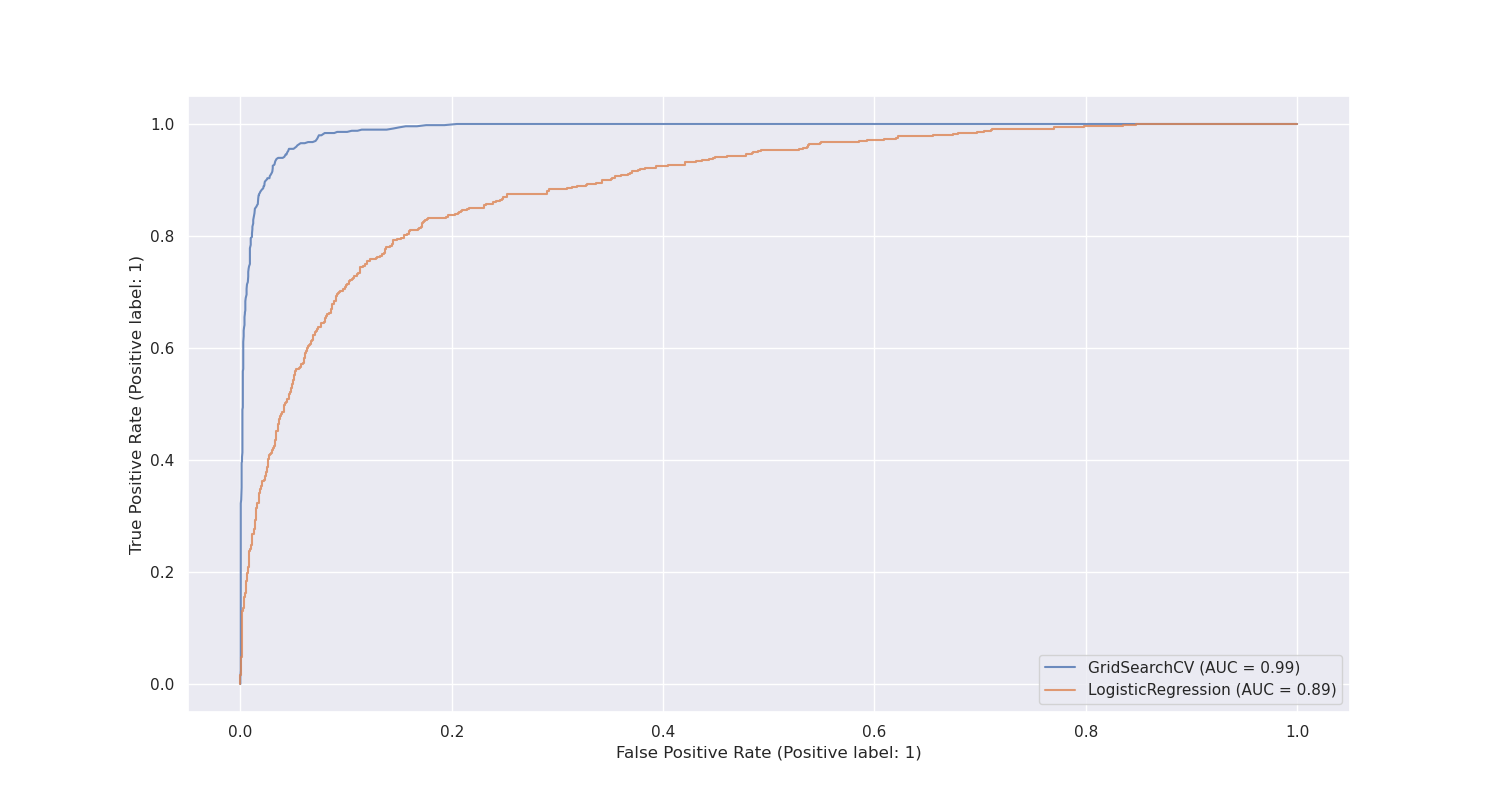 1.0
0.8
0.6
0.4
0.2
0.0
True Positive Rate (Positive label: 1)
0.0 0.2 0.4 0.6 0.8 1.0
False Positive Rate (Positive label: 1)
GridSearchCV (AUC = 0.99)
LogisticRegression (AUC = 0.89)